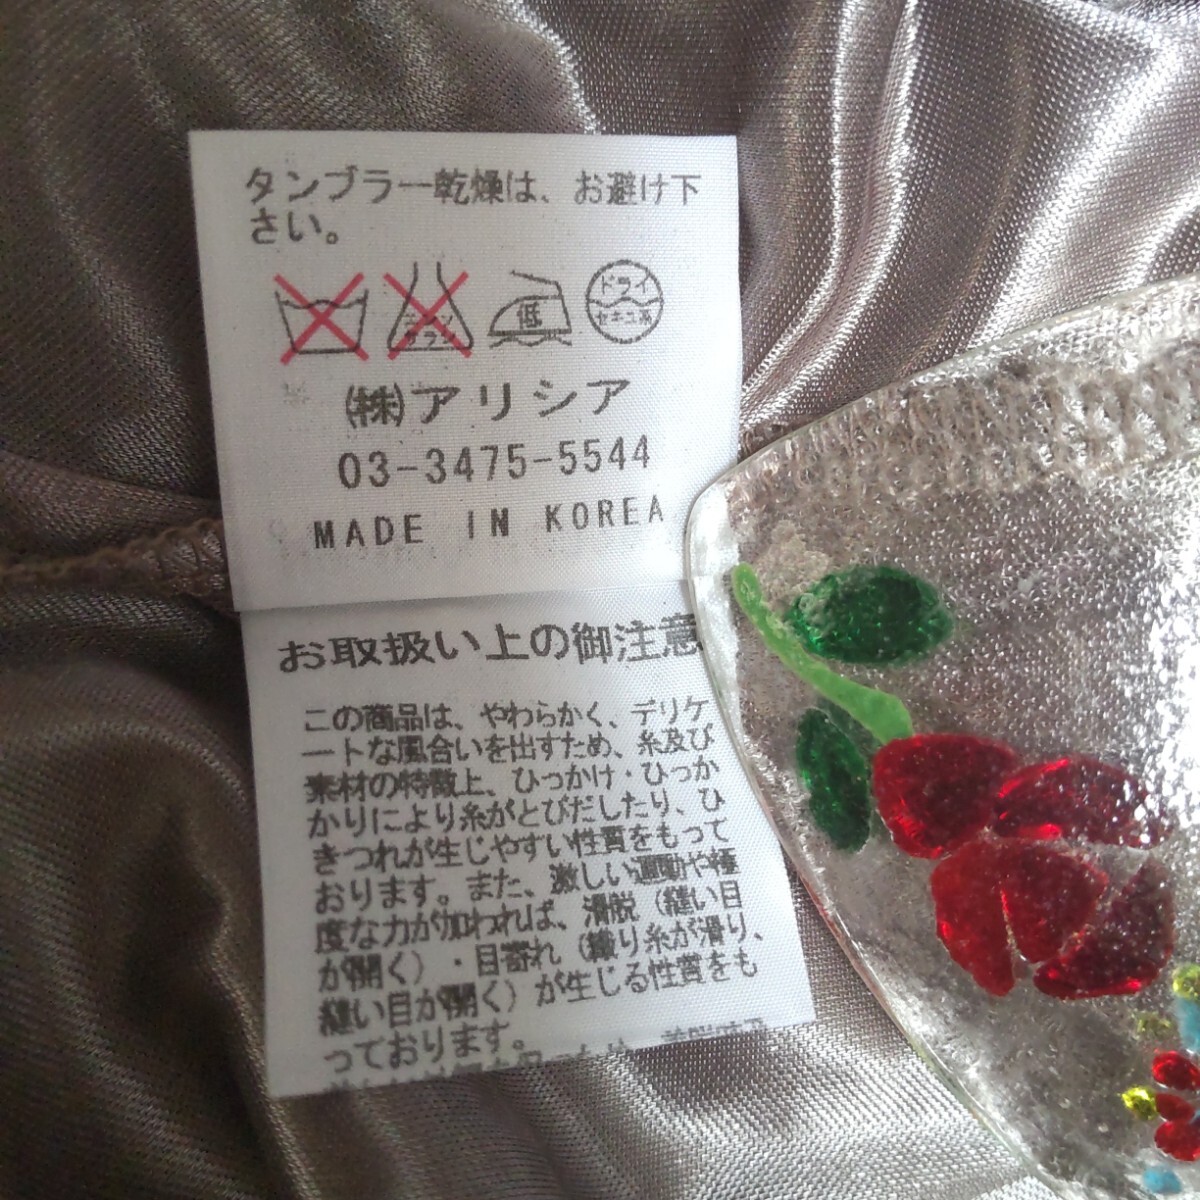 タンブラー乾燥は、お避け下
さい。
エンソ
サラシ
低
ドライ
セキユ系
㈱アリシア
03-3475-5544
MADE IN KOREA
お取扱い上の御注意
この商品は、やわらかく、デリケ
ートな風合いを出すため、糸及び
素材の特徴上、ひっかけ・ひっか
かりにより糸がとびだしたり、ひ
きつれが生じやすい性質をもって
おります。また、激しい運動や極
度な力が加われば、滑脱（縫い目
が開く）・目寄れ（織り糸が滑り、
縫い目が開く）が生じる性質をも
っております。